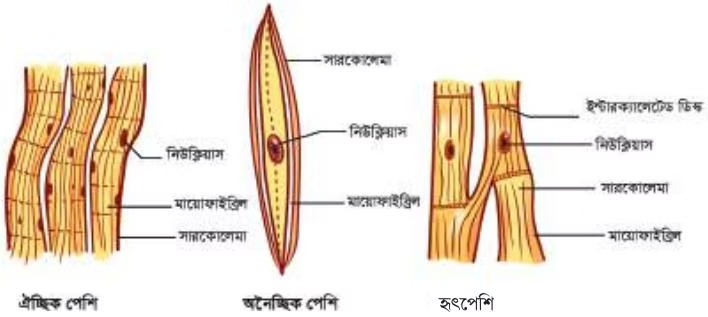 নিউক্লিয়াস
মায়োফাইব্রিল
সারকোলেমা
ঐচ্ছিক পেশি
সারকোলেমা
নিউক্লিয়াস
মায়োফাইব্রিল
অনৈচ্ছিক পেশি
ইন্টারক্যালেটেড ডিস্ক
নিউক্লিয়াস
সারকোলেমা
মায়োফাইব্রিল
হৃৎপেশি